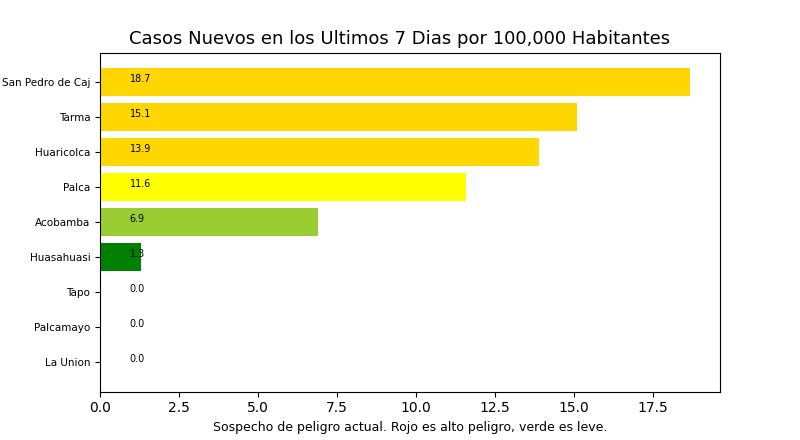 Casos Nuevos en los Ultimos 7 Dias por 100,000 Habitantes
San Pedro de Caj 18.7
Tarma 15.1
Huaricolca 13.9
Palca 11.6
Acobamba 6.9
Huasahuasi 1.3
Tapo 0.0
Palcamayo 0.0
La Union 0.0
0.0 2.5 5.0 7.5 10.0 12.5 15.0 17.5
Sospecho de peligro actual. Rojo es alto peligro, verde es leve.